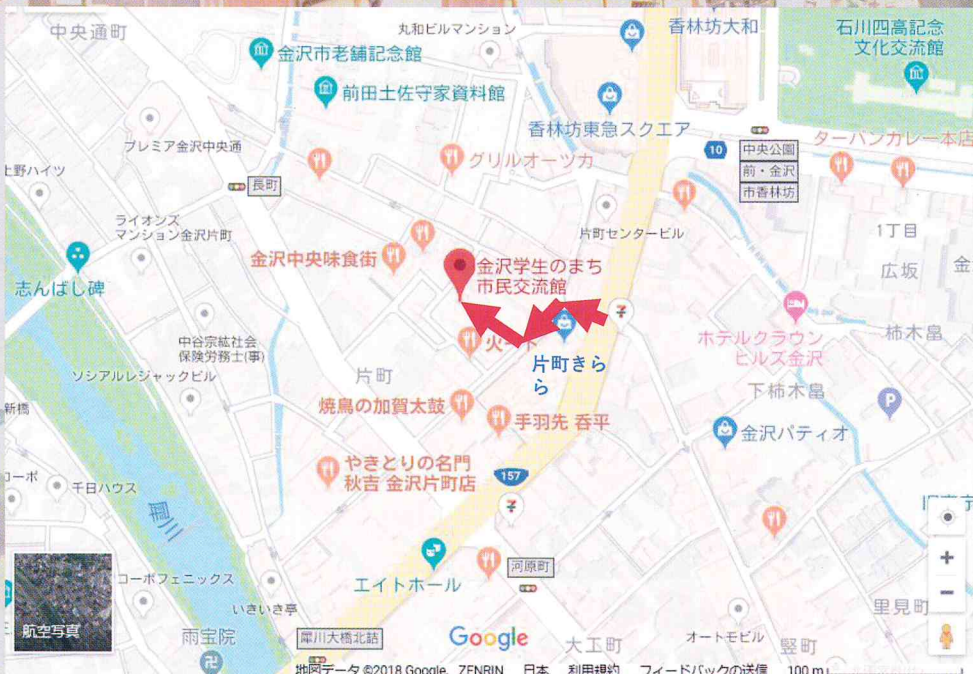 中央通町
丸和ビルマンション
香林坊大和
石川四高記念
文化交流館
金沢市老舗記念館
前田土佐守家資料館
香林坊東急スクエア
プレミア金沢中央通
グリルオーツカ
10
中央公園
前・金沢
市香林坊
ターバンカレー本店
上野ハイツ
長町
ライオンズ
マンション金沢片町
片町センタービル
1丁目
金沢中央味食街
金沢学生のまち
市民交流館
広坂
金
志んばし碑
中谷宗紘社会
保険労務士(事)
ホテルクラウン
ヒルズ金沢
柿木畠
ソシアルレジャックビル
片町
片町きら
ら
下柿木畠
新橋
焼鳥の加賀太鼓
手羽先 呑平
金沢パティオ
P
やきとりの名門
秋吉 金沢片町店
157
コーポ
千日ハウス
犀川
エイトホール
河原町
コーポフェニックス
航空写真
いきいき亭
里見町
雨宝院
犀川大橋北詰
Google
大工町
オートモビル
竪町
地図データ ©2018 Google、ZENRIN 日本 利用規約 フィードバックの送信 100 m